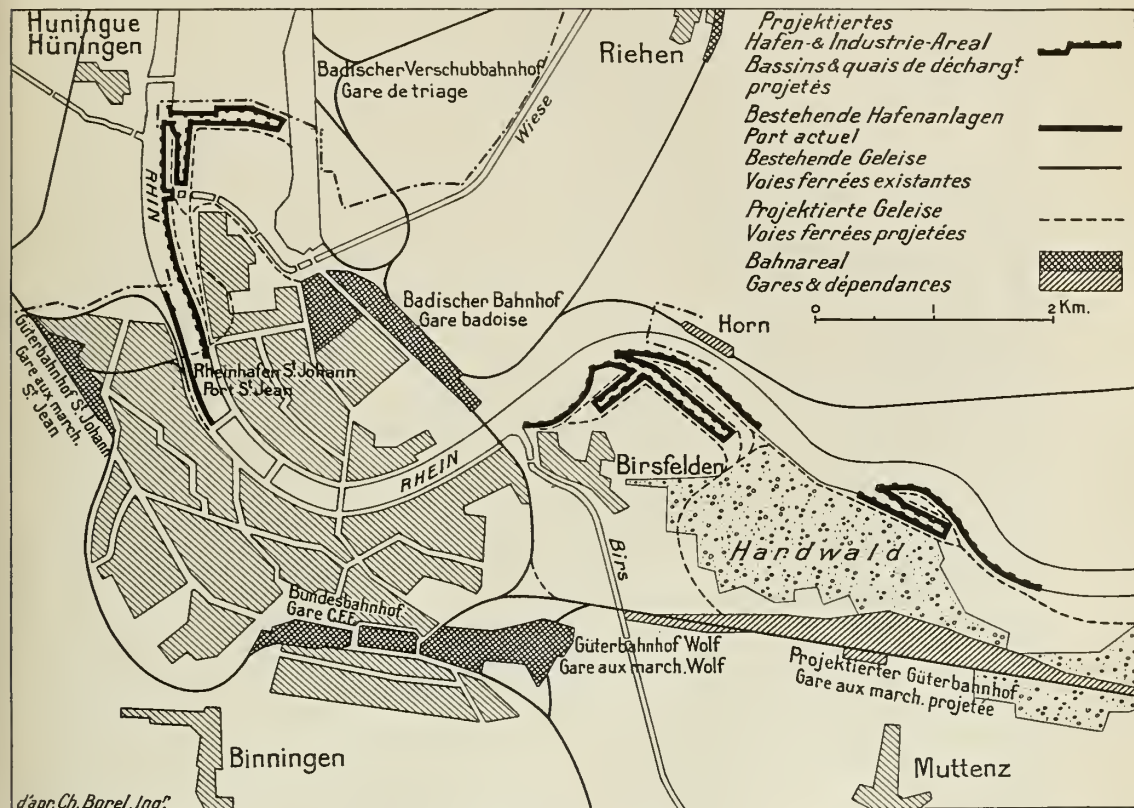 Huningue
Hüningen
Badischer Verschubbahnhof
Gare de triage
Riehen
Wiese
Projektiertes
Hafen-& Industrie-Areal
Bassins & quais de déchargt.
projetés
Bestehende Hafenanlagen
Port actuel
Bestehende Geleise
Voies ferrées existantes
Projektierte Geleise
Voies ferrées projetées
Bahnareal
Gares & dépendances
0 1 2 Km.
RHIN
Badischer Bahnhof
Gare badoise
Horn
Güterbahnhof St. Johann
Gare aux march.
St. Jean
Rheinhafen St. Johann
Port St. Jean
RHEIN
Birsfelden
Hardwald
Birs
Bundesbahnhof
Gare C.F.F.
Güterbahnhof Wolf
Gare aux march. Wolf
Projektierter Güterbahnhof
Gare aux march. projetée
Binningen
Muttenz
d'apr. Ch. Borel, Ingr.